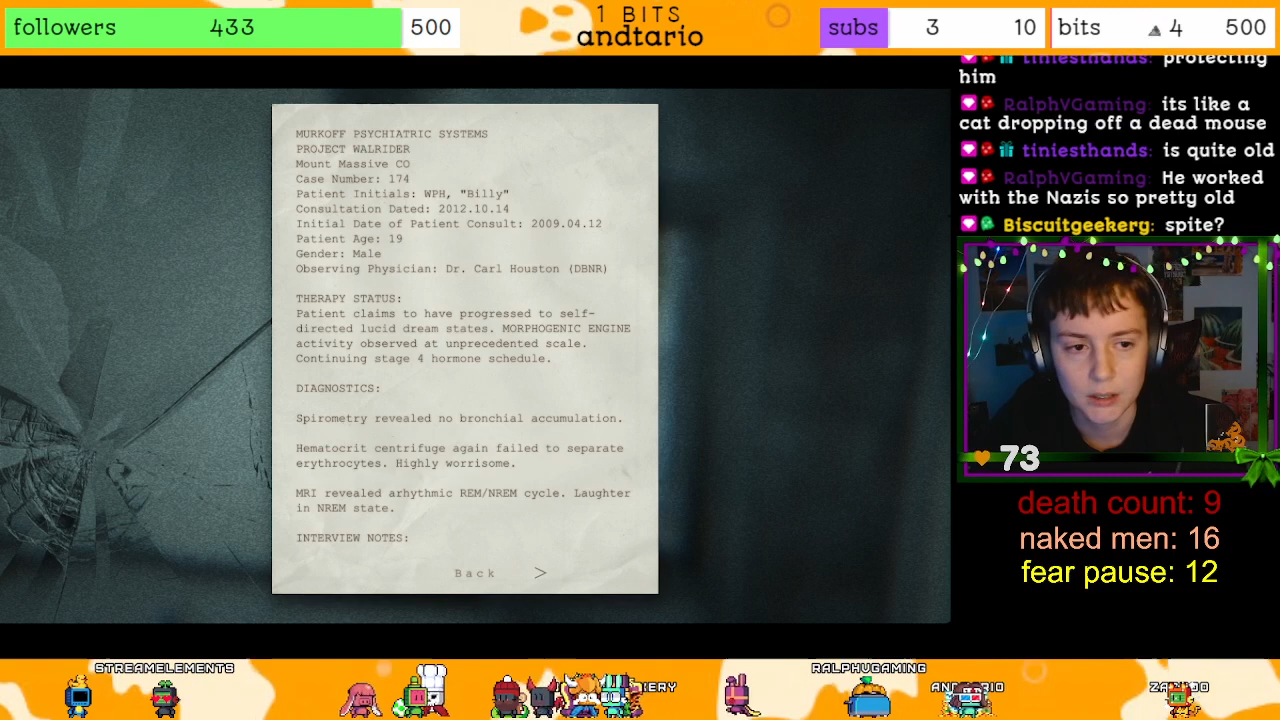 followers 433 500
1 BITS
andtario
subs 3 10
bits 4 500
tiniesthands: protecting
him
RalphVGaming: its like a
cat dropping off a dead mouse
tiniesthands: is quite old
RalphVGaming: He worked
with the Nazis so pretty old
Biscuitgeekery: spite?
MURKOFF PSYCHIATRIC SYSTEMS
PROJECT WALRIDER
Mount Massive CO
Case Number: 174
Patient Initials: WPH, "Billy"
Consultation Dated: 2012.10.14
Initial Date of Patient Consult: 2009.04.12
Patient Age: 19
Gender: Male
Observing Physician: Dr. Carl Houston (DBNR)
THERAPY STATUS:
Patient claims to have progressed to self-
directed lucid dream states. MORPHOGENIC ENGINE
activity observed at unprecedented scale.
Continuing stage 4 hormone schedule.
DIAGNOSTICS:
Spirometry revealed no bronchial accumulation.
Hematocrit centrifuge again failed to separate
erythrocytes. Highly worrisome.
MRI revealed arhythmic REM/NREM cycle. Laughter
in NREM state.
INTERVIEW NOTES:
Back >
73
death count: 9
naked men: 16
fear pause: 12
STREAMELEMENTS
RALPHVGAMING